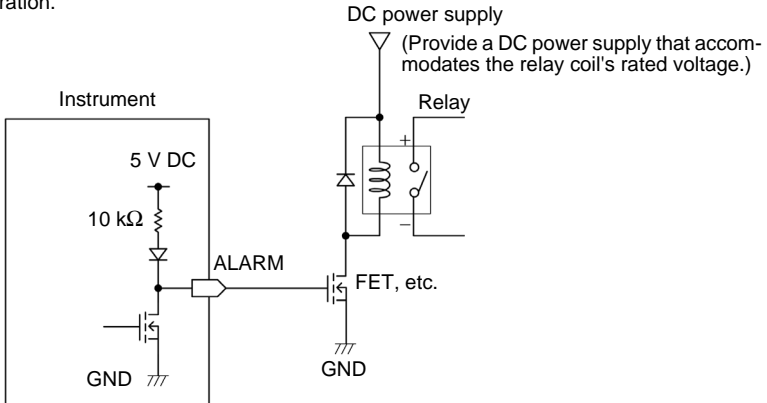 ration.
DC power supply
(Provide a DC power supply that accom-
modates the relay coil's rated voltage.)
Instrument
Relay
+
5 V DC
10 kΩ
−
ALARM
FET, etc.
GND
GND